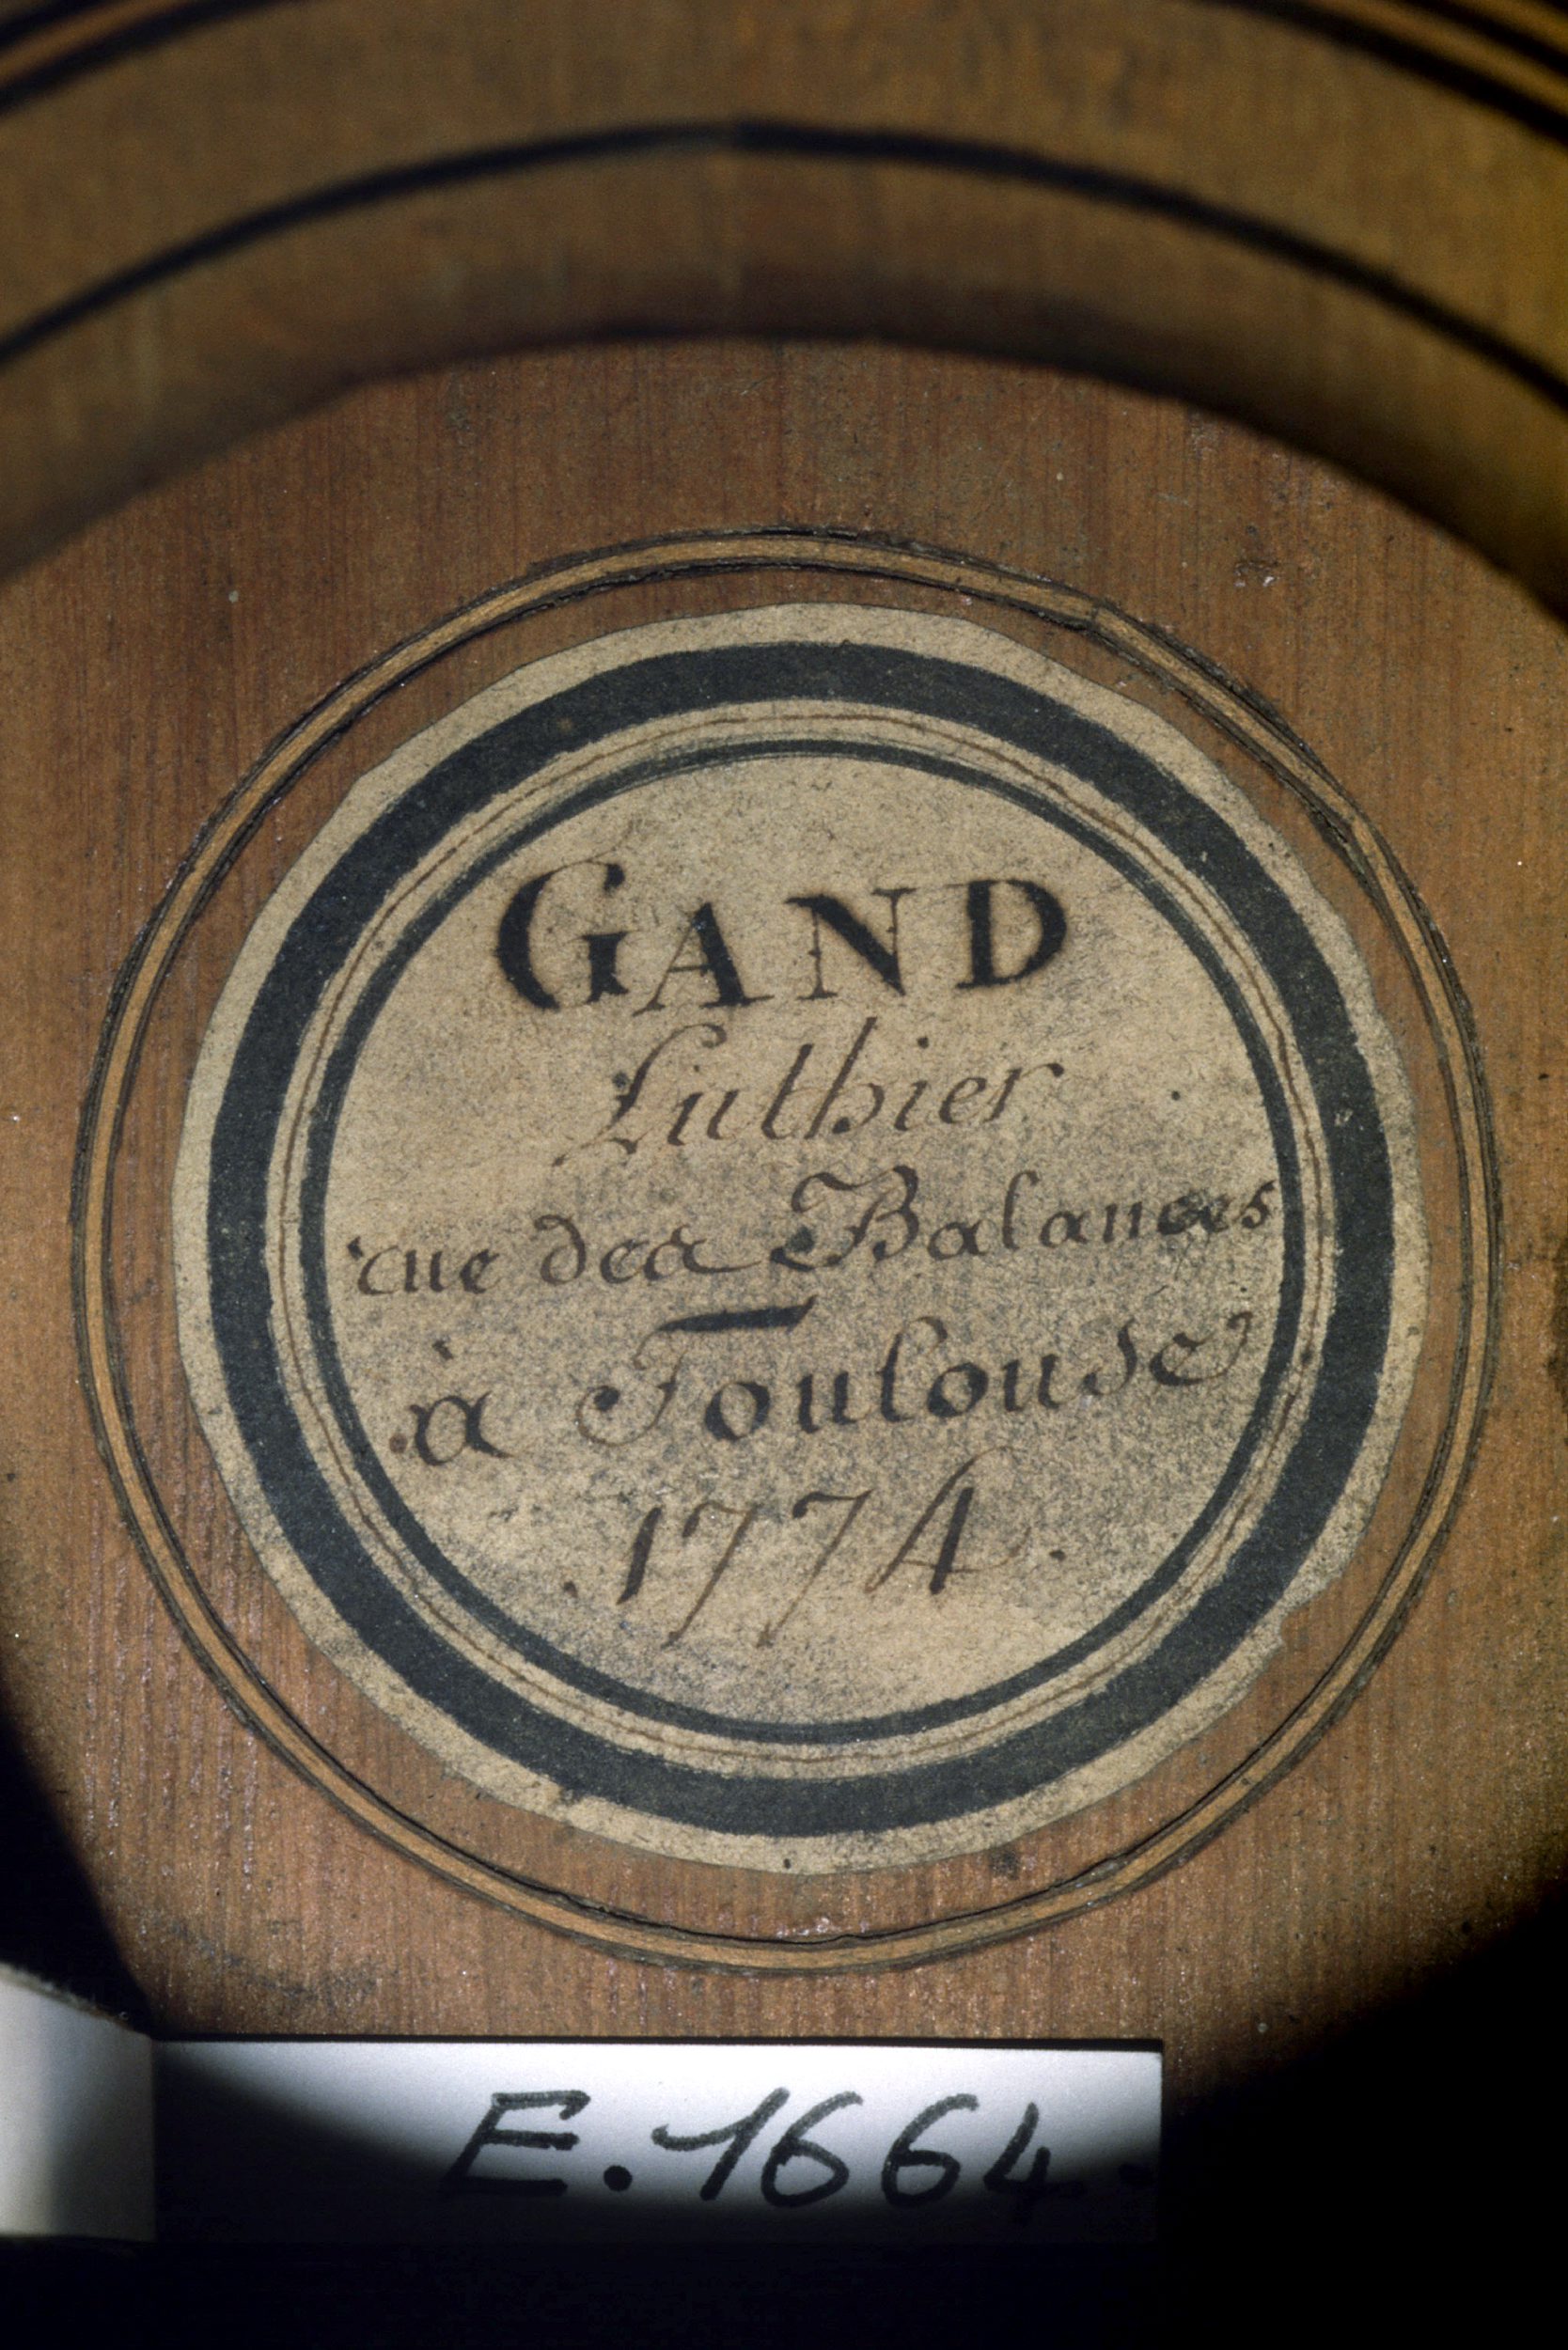 GAND
Luthier
rue des Balances
à Toulouse
1774.
E.1664.